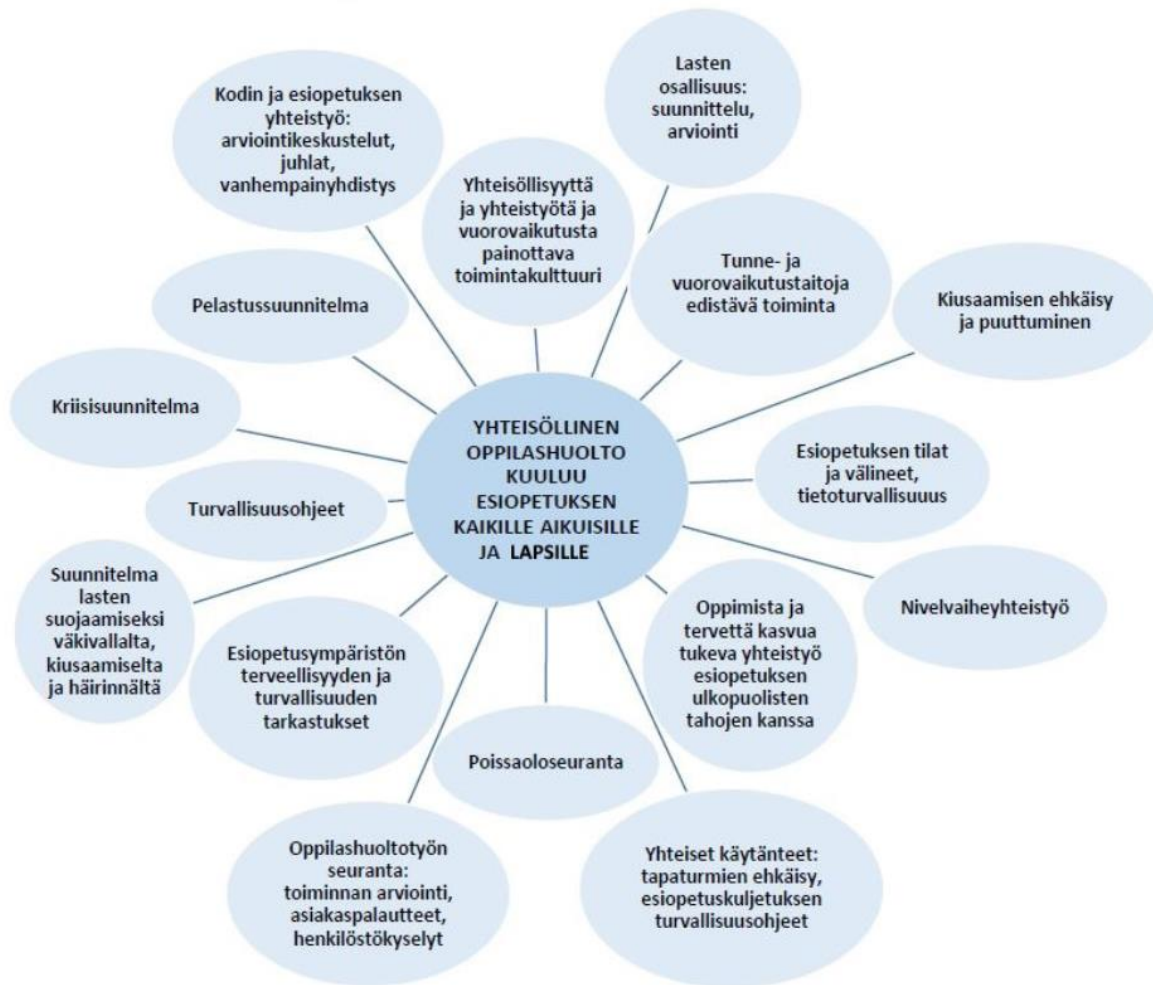 Lasten
osallisuus:
suunnittelu,
arviointi
Kodin ja esiopetuksen
yhteistyö:
arviointikeskustelut,
juhlat,
vanhempainyhdistys
Yhteisöllisyyttä
ja yhteistyötä ja
vuorovaikutusta
painottava
toimintakulttuuri
Tunne- ja
vuorovaikutustaitoja
edistävä toiminta
Kiusaamisen ehkäisy
ja puuttuminen
Pelastussuunnitelma
Kriisisuunnitelma
YHTEISÖLLINEN
OPPILASHUOLTO
KUULUU
ESIOPETUKSEN
KAIKILLE AIKUISILLE
JA LAPSILLE
Esiopetuksen tilat
ja välineet,
tietoturvallisuuus
Turvallisuusohjeet
Suunnitelma
lasten
suojaamiseksi
väkivallalta,
kiusaamiselta
ja häirinnältä
Nivelvaiheyhteistyö
Oppimista ja
tervettä kasvua
tukeva yhteistyö
esiopetuksen
ulkopuolisten
tahojen kanssa
Esiopetusympäristön
terveellisyyden ja
turvallisuuden
tarkastukset
Poissaoloseuranta
Oppilashuoltotyön
seuranta:
toiminnan arviointi,
asiakaspalautteet,
henkilöstökyselyt
Yhteiset käytänteet:
tapaturmien ehkäisy,
esiopetuskuljetuksen
turvallisuusohjeet